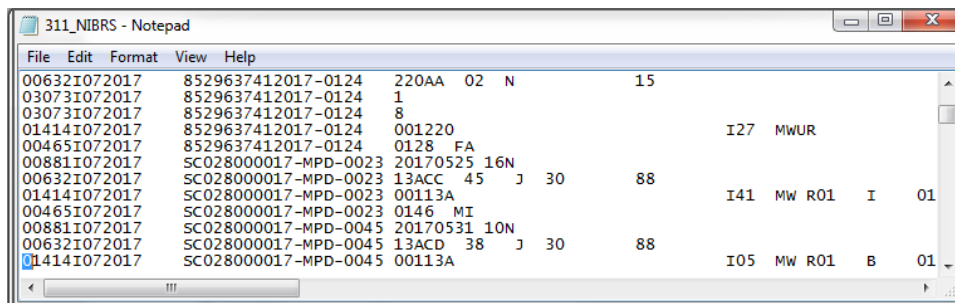 311_NIBRS - Notepad
File Edit Format View Help
00632I072017 8529637412017-0124 220AA 02 N 15
03073I072017 8529637412017-0124 1
03073I072017 8529637412017-0124 8
01414I072017 8529637412017-0124 001220 I27 MWUR
00465I072017 8529637412017-0124 0128 FA
00881I072017 SC028000017-MPD-0023 20170525 16N
00632I072017 SC028000017-MPD-0023 13ACC 45 J 30 88
01414I072017 SC028000017-MPD-0023 00113A I41 MW R01 I 01
00465I072017 SC028000017-MPD-0023 0146 MI
00881I072017 SC028000017-MPD-0045 20170531 10N
00632I072017 SC028000017-MPD-0045 13ACD 38 J 30 88
01414I072017 SC028000017-MPD-0045 00113A I05 MW R01 B 01